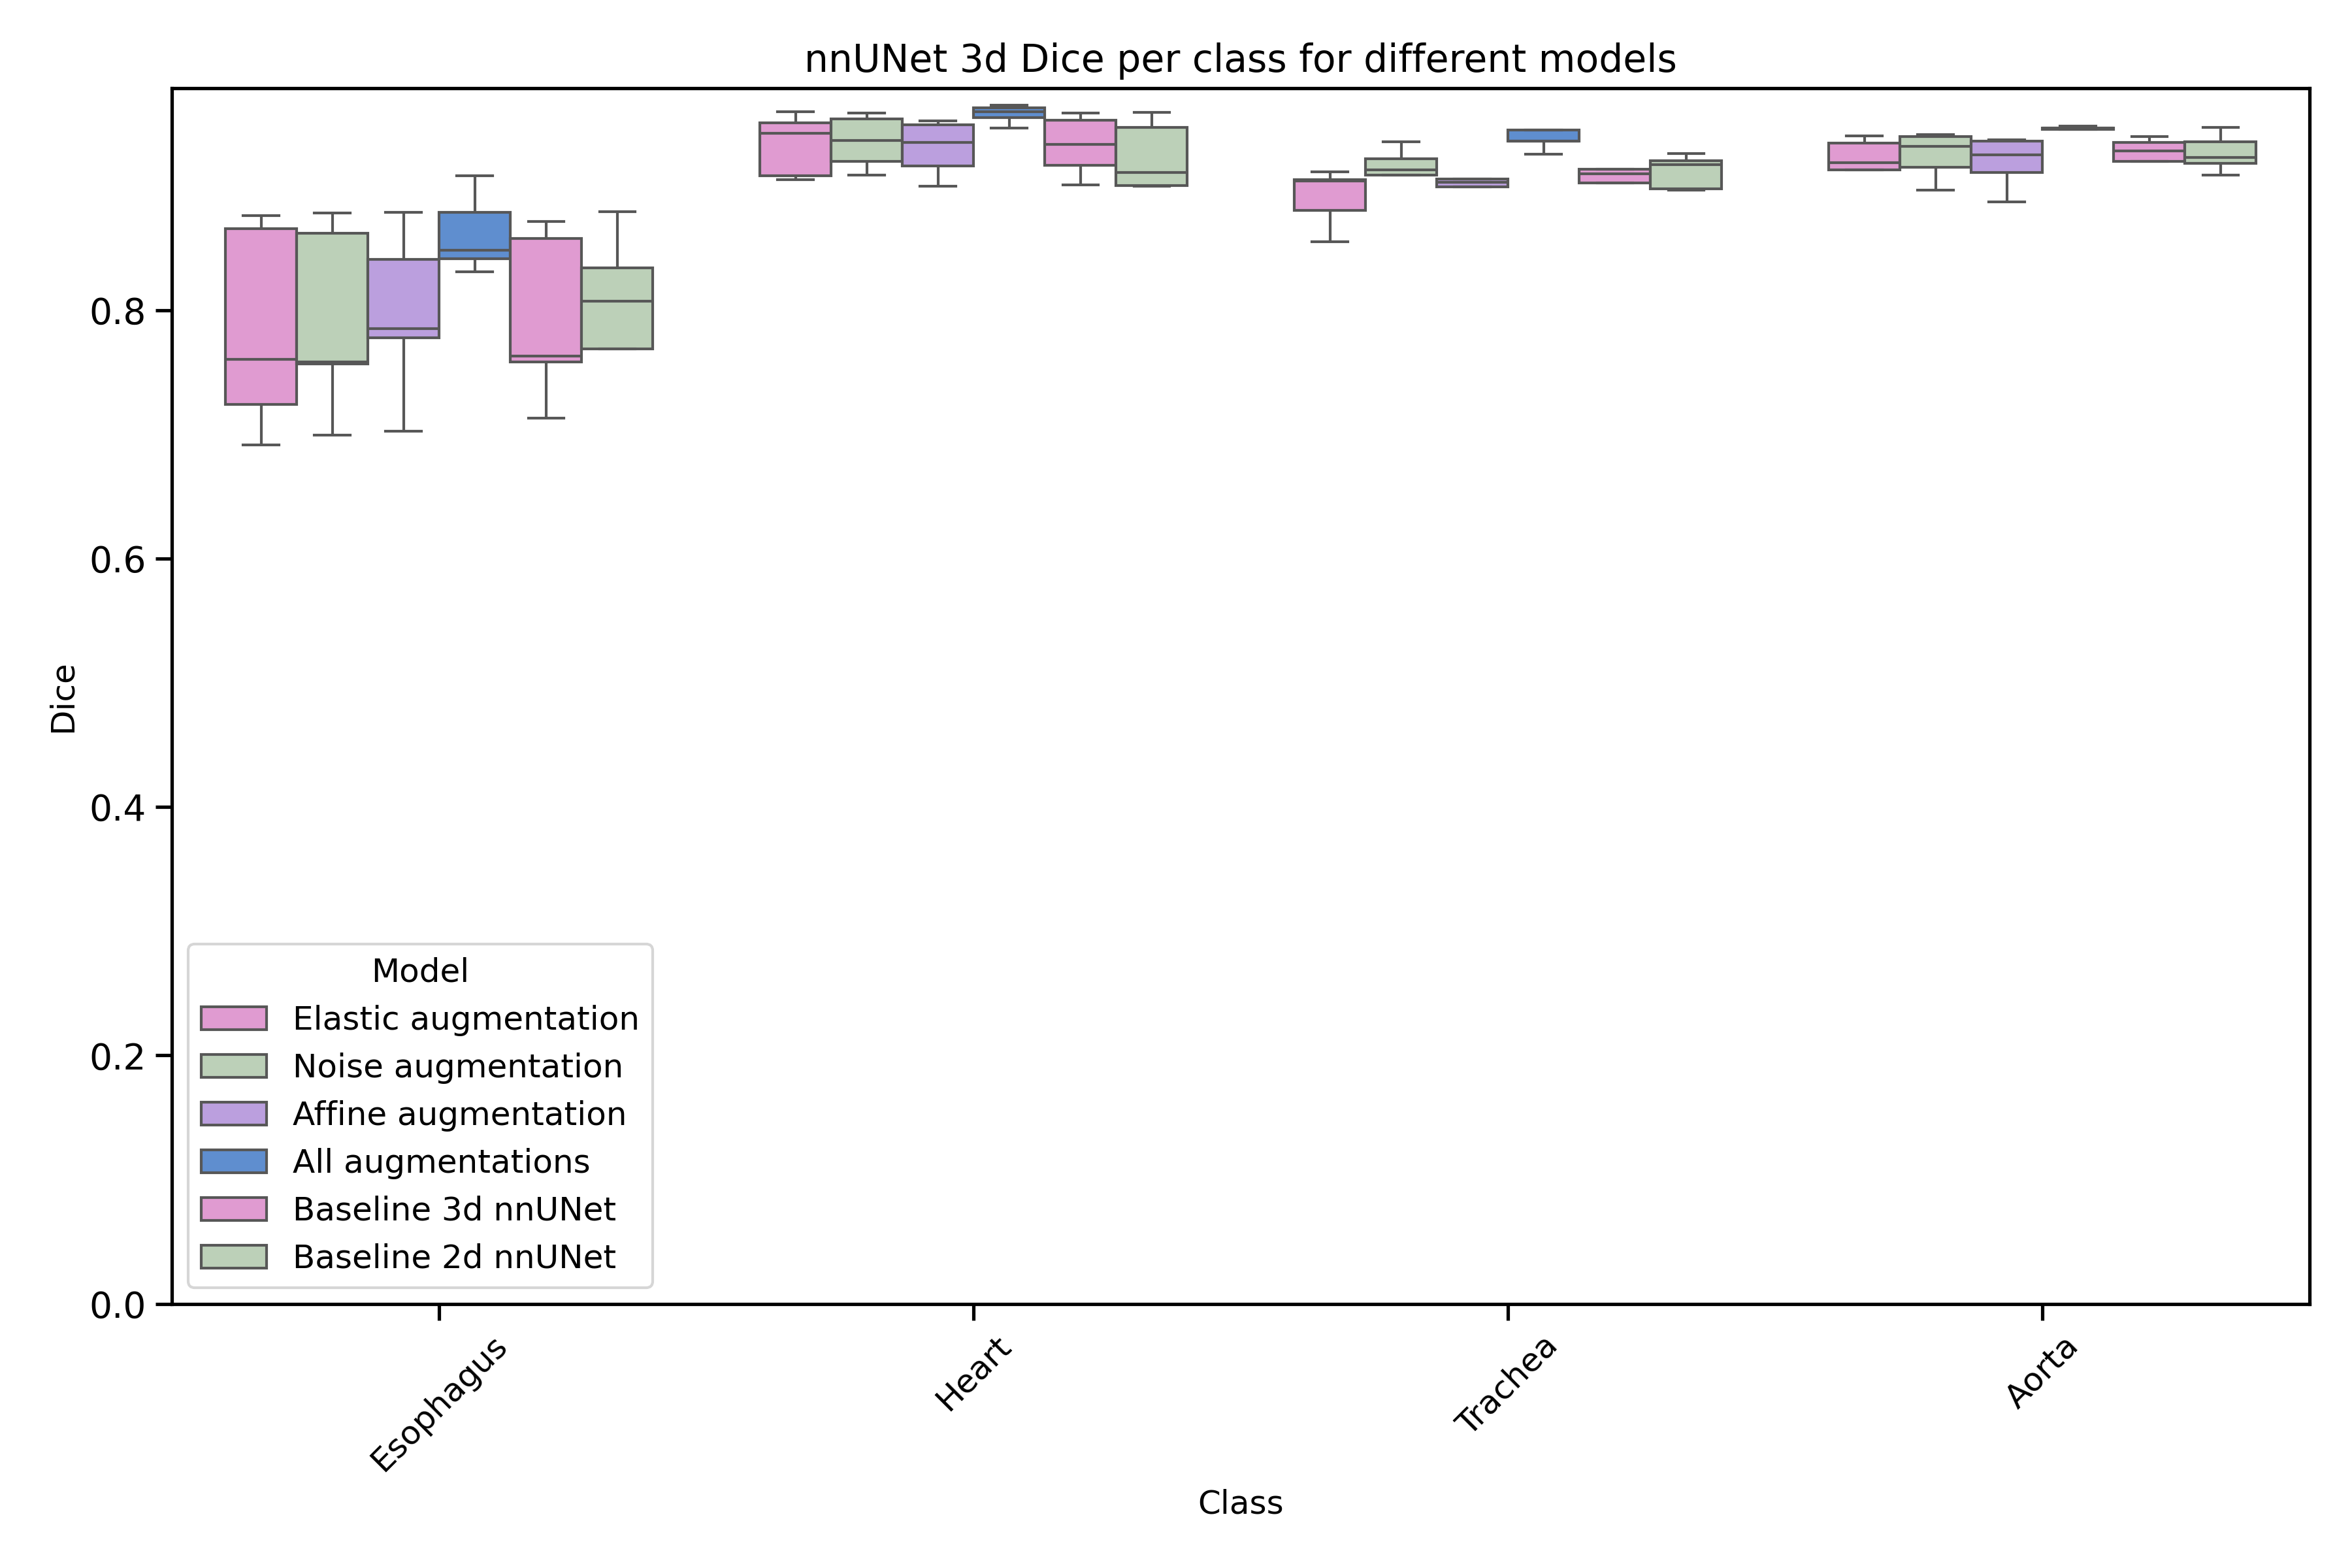 nnUNet 3d Dice per class for different models
Dice
0.8
0.6
0.4
0.2
0.0
Model
Elastic augmentation
Noise augmentation
Affine augmentation
All augmentations
Baseline 3d nnUNet
Baseline 2d nnUNet
Esophagus
Heart
Trachea
Aorta
Class